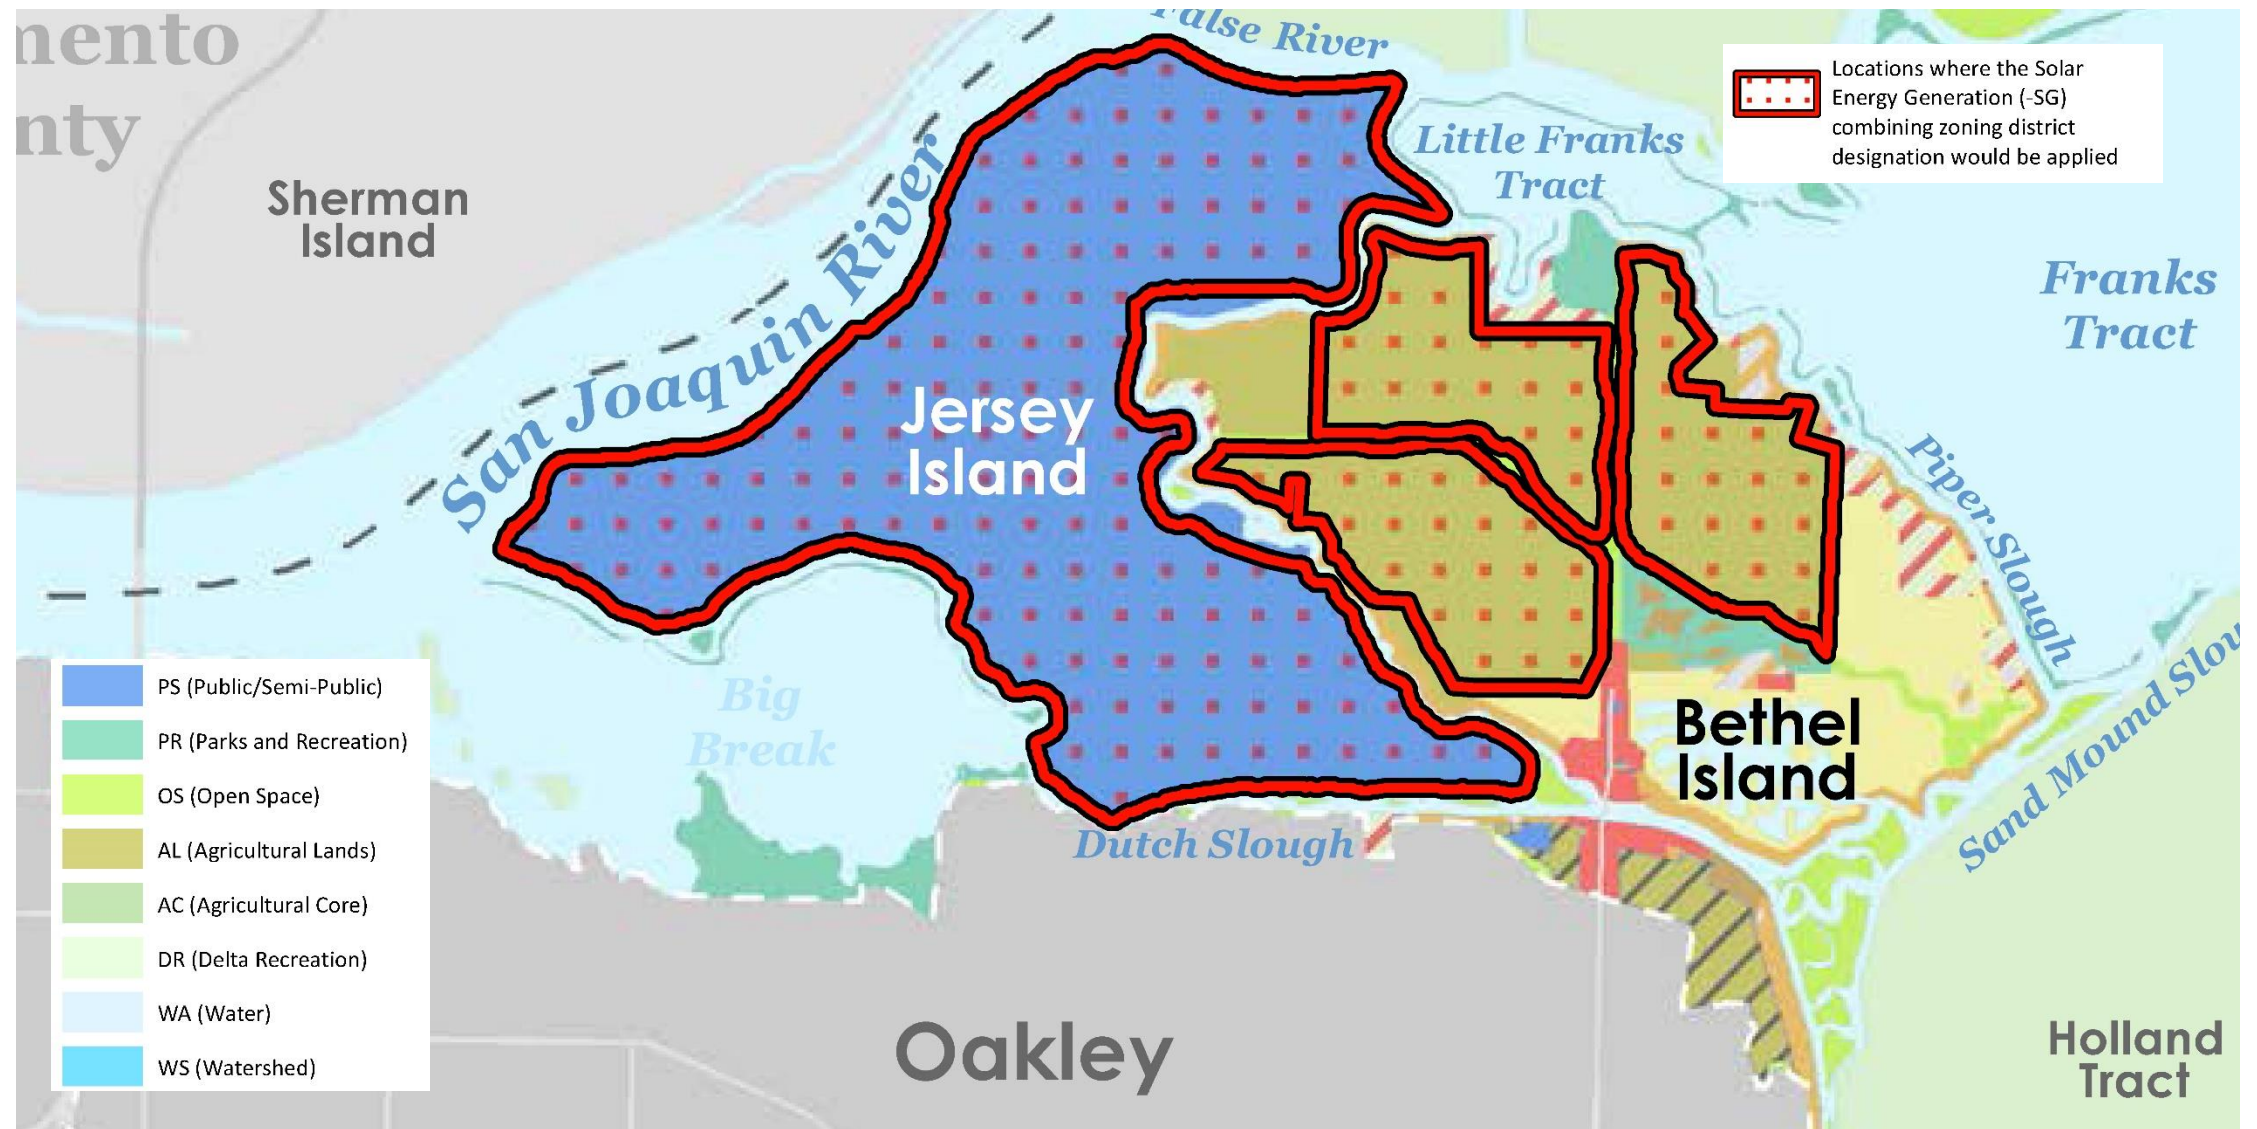 mento
nty
False River
Locations where the Solar
Energy Generation (-SG)
combining zoning district
designation would be applied
Little Franks
Tract
Sherman
Island
San Joaquin River
Franks
Tract
Jersey
Island
Piper Slough
Big
Break
Bethel
Island
Sand Mound Slou
Dutch Slough
PS (Public/Semi-Public)
PR (Parks and Recreation)
OS (Open Space)
AL (Agricultural Lands)
AC (Agricultural Core)
DR (Delta Recreation)
WA (Water)
WS (Watershed)
Oakley
Holland
Tract